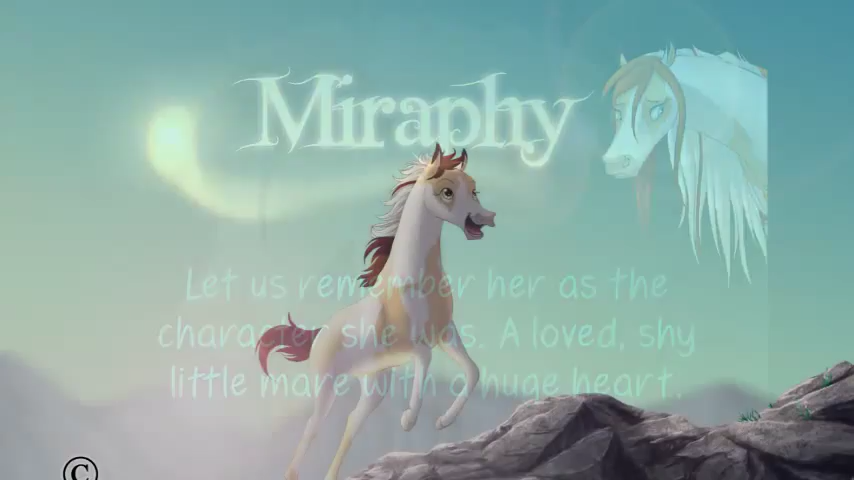 Miraphy
Let us remember her as the
character she was. A loved, shy
little mare with a huge heart.
©